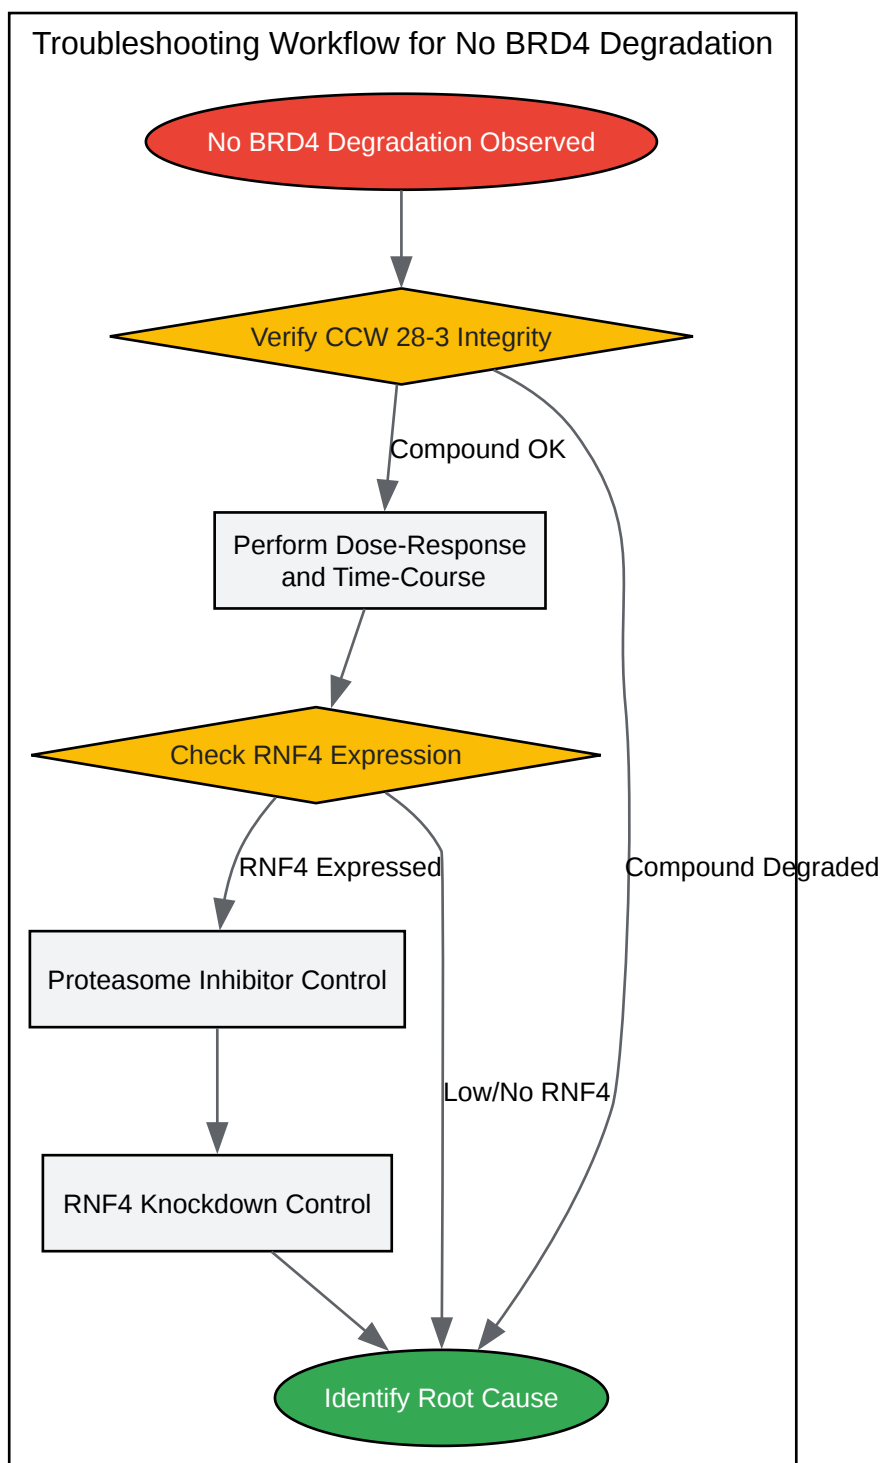 Troubleshooting Workflow for No BRD4 Degradation
No BRD4 Degradation Observed
Verify CCW 28-3 Integrity
Compound OK
Perform Dose-Response
and Time-Course
Check RNF4 Expression
RNF4 Expressed
Compound Degraded
Proteasome Inhibitor Control
Low/No RNF4
RNF4 Knockdown Control
Identify Root Cause